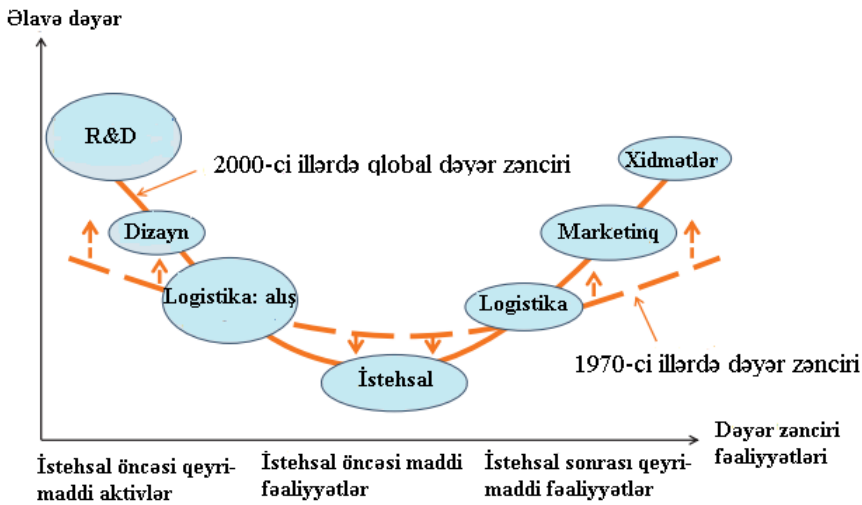 Əlavə dəyər
R&D
2000-ci illərdə qlobal dəyər zənciri
Xidmətlər
Dizayn
Marketinq
Logistika: alış
Logistika
İstehsal
1970-ci illərdə dəyər zənciri
Dəyər zənciri
fəaliyyətləri
İstehsal öncəsi qeyri-
maddi aktivlər
İstehsal öncəsi maddi
fəaliyyətlər
İstehsal sonrası qeyri-
maddi fəaliyyətlər